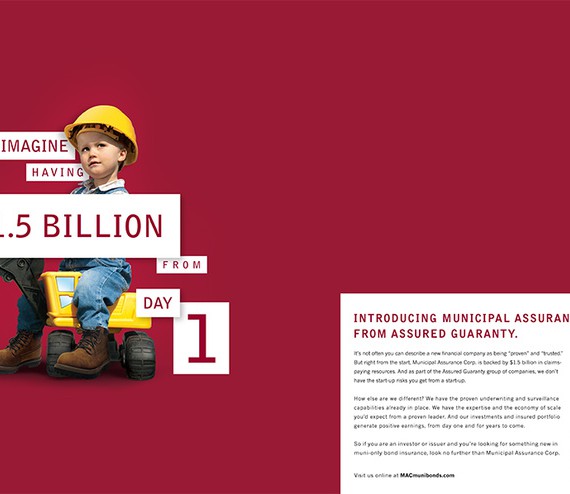 IMAGINE
HAVING
1.5 BILLION
FROM
DAY
1
INTRODUCING MUNICIPAL ASSURAN
FROM ASSURED GUARANTY.
It's not often you can describe a new financial company as being "proven" and "trusted."
But right from the start, Municipal Assurance Corp. is backed by $1.5 billion in claims-
paying resources. And as part of the Assured Guaranty group of companies, we don't
have the start-up risks you get from a start-up.
How else are we different? We have the proven underwriting and surveillance
capabilities already in place. We have the expertise and the economy of scale
you'd expect from a proven leader. And our investments and insured portfolio
generate positive earnings, from day one and for years to come.
So if you are an investor or issuer and you're looking for something new in
muni-only bond insurance, look no further than Municipal Assurance Corp.
Visit us online at MACmunibonds.com